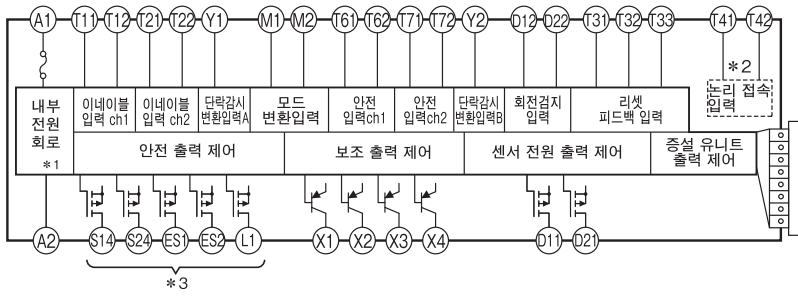 A1 T11 T12 T21 T22 Y1 M1 M2 T61 T62 T71 T72 Y2 D12 D22 T31 T32 T33 T41 T42
*2
논리 접속
입력
내부
전원
회로
*1
이네이블
입력 ch1
이네이블
입력 ch2
단락감시
변환입력A
모드
변환입력
안전
입력ch1
안전
입력ch2
단락감시
변환입력B
회전검지
입력
리셋
피드백 입력
안전 출력 제어
보조 출력 제어
센서 전원 출력 제어
증설 유니트
출력 제어
A2 S14 S24 ES1 ES2 L1 X1 X2 X3 X4 D11 D21
*3